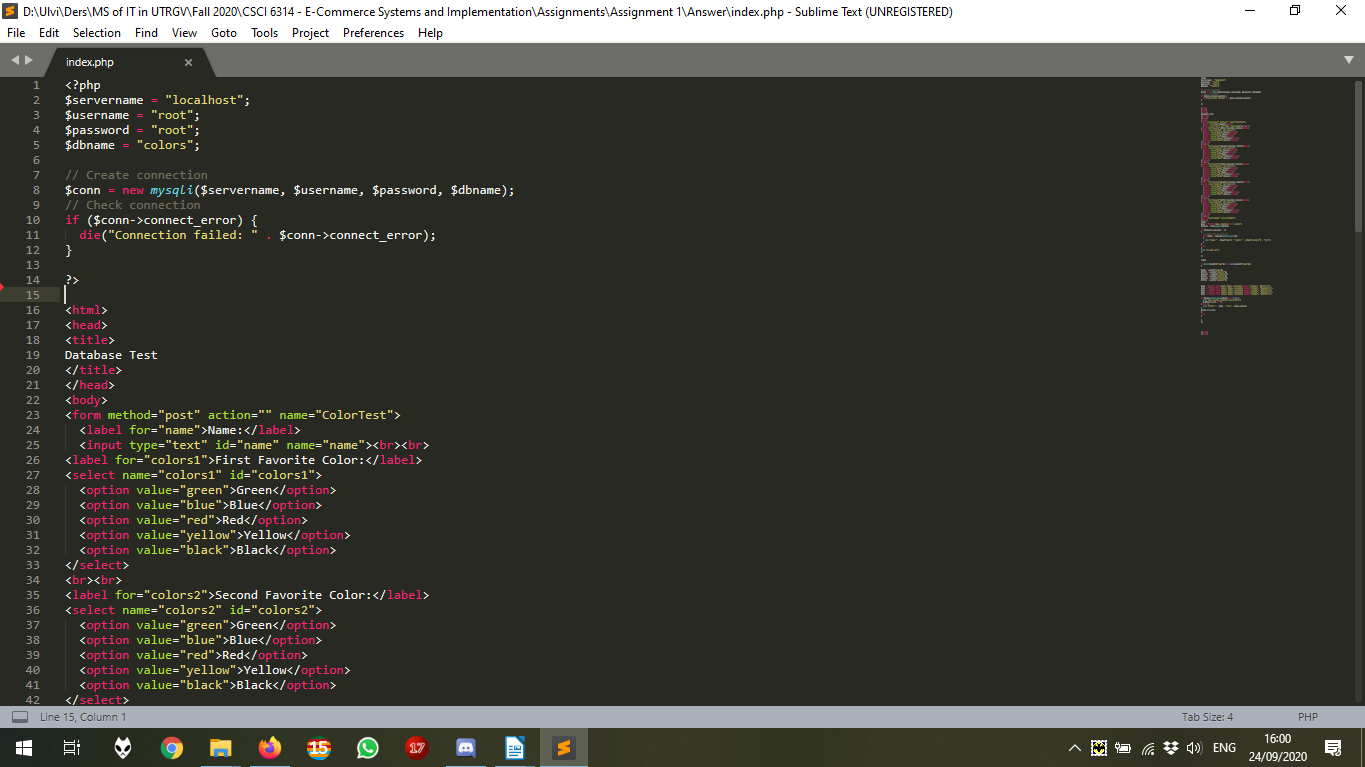 D:\Ulvi\Ders\MS of IT in UTRGV\Fall 2020\CSCI 6314 - E-Commerce Systems and Implementation\Assignments\Assignment 1\Answer\index.php - Sublime Text (UNREGISTERED)
File Edit Selection Find View Goto Tools Project Preferences Help
index.php
1 <?php
2 $servername = "localhost";
3 $username = "root";
4 $password = "root";
5 $dbname = "colors";
6
7 // Create connection
8 $conn = new mysqli($servername, $username, $password, $dbname);
9 // Check connection
10 if ($conn->connect_error) {
11   die("Connection failed: " . $conn->connect_error);
12 }
13
14 ?>
15
16 <html>
17 <head>
18 <title>
19 Database Test
20 </title>
21 </head>
22 <body>
23 <form method="post" action="" name="ColorTest">
24   <label for="name">Name:</label>
25   <input type="text" id="name" name="name"><br><br>
26 <label for="colors1">First Favorite Color:</label>
27 <select name="colors1" id="colors1">
28   <option value="green">Green</option>
29   <option value="blue">Blue</option>
30   <option value="red">Red</option>
31   <option value="yellow">Yellow</option>
32   <option value="black">Black</option>
33 </select>
34 <br><br>
35 <label for="colors2">Second Favorite Color:</label>
36 <select name="colors2" id="colors2">
37   <option value="green">Green</option>
38   <option value="blue">Blue</option>
39   <option value="red">Red</option>
40   <option value="yellow">Yellow</option>
41   <option value="black">Black</option>
42 </select>
Line 15, Column 1 Tab Size: 4 PHP
15 17 ENG 16:00
24/09/2020